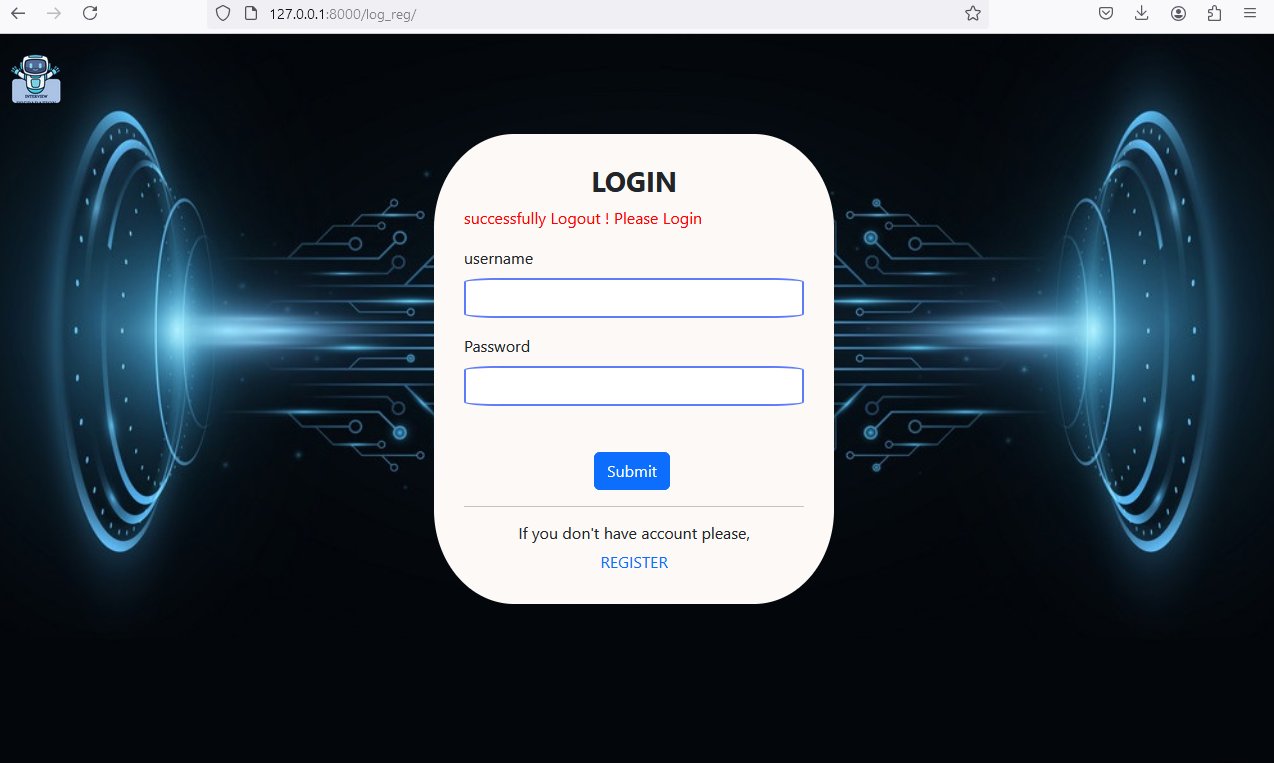 127.0.0.1:8000/log_reg/
INTERVIEW
LOGIN
successfully Logout ! Please Login
username
Password
Submit
If you don't have account please,
REGISTER